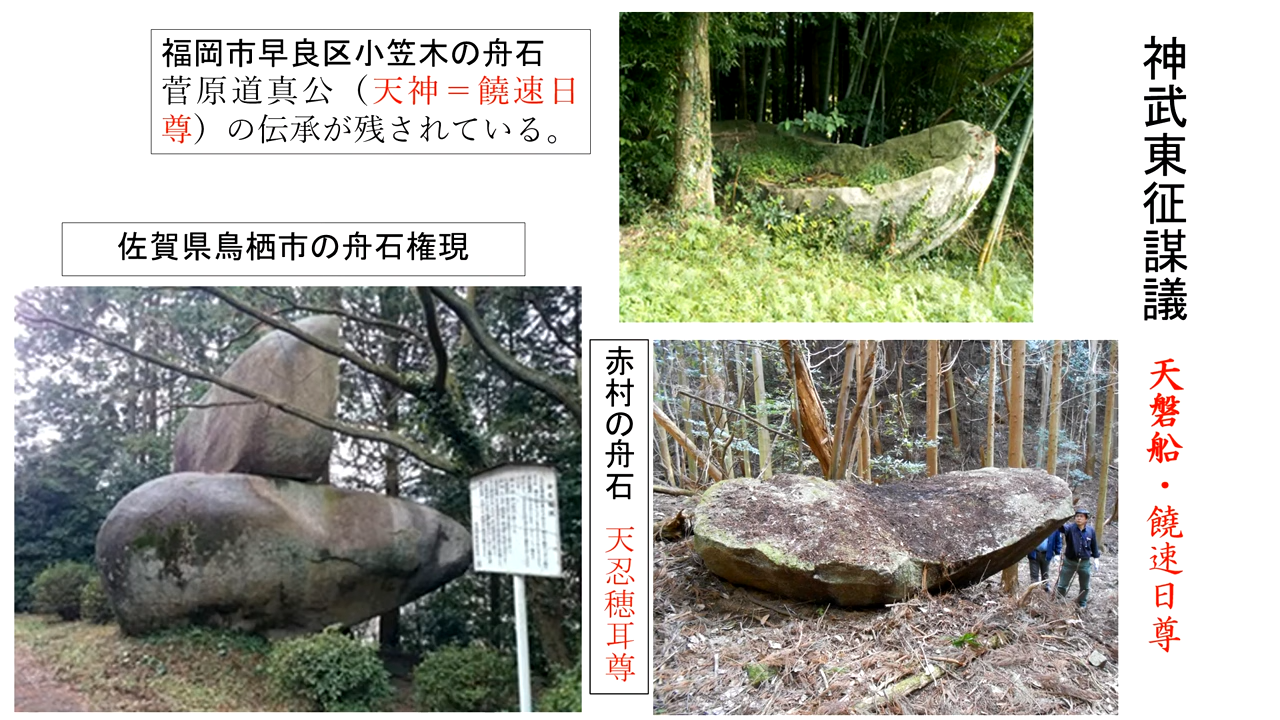 神武東征謀議
天磐船・饒速日尊
福岡市早良区小笠木の舟石
菅原道真公（天神＝饒速日
尊）の伝承が残されている。
佐賀県鳥栖市の舟石権現
赤村の舟石
天忍穂耳尊